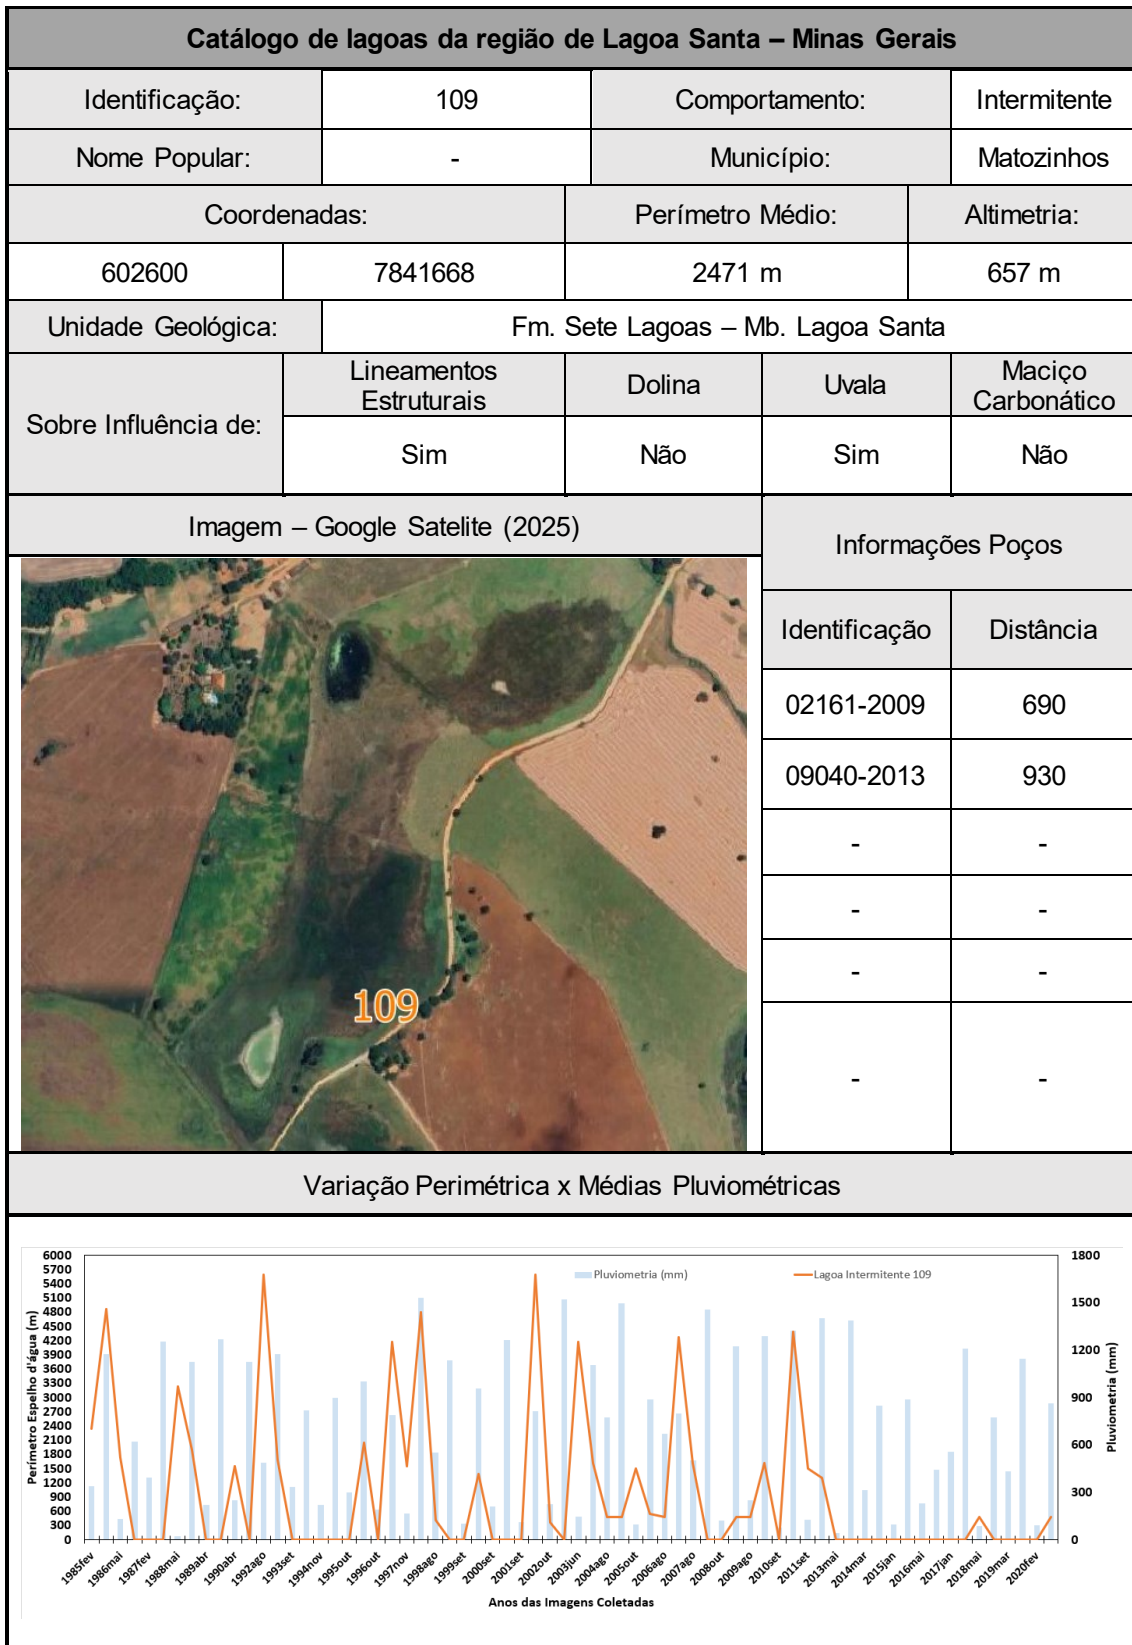 Catálogo de lagoas da região de Lagoa Santa – Minas Gerais
Identificação: 109 Comportamento: Intermitente
Nome Popular: - Município: Matozinhos
Coordenadas: Perímetro Médio: Altimetria:
602600 7841668 2471 m 657 m
Unidade Geológica: Fm. Sete Lagoas – Mb. Lagoa Santa
Sobre Influência de:
Lineamentos
Estruturais
Dolina
Uvala
Maciço
Carbonático
Sim Não Sim Não
Imagem – Google Satelite (2025)
109
Informações Poços
Identificação Distância
02161-2009 690
09040-2013 930
- -
- -
- -
- -
Variação Perimétrica x Médias Pluviométricas
Perímetro Espelho d'água (m)
6000
5700
5400
5100
4800
4500
4200
3900
3600
3300
3000
2700
2400
2100
1800
1500
1200
900
600
300
0
Pluviometria (mm)
Lagoa Intermitente 109
1800
1500
1200
900
600
300
0
Pluviometria (mm)
1985fev
1986mai
1987fev
1988mai
1989abr
1990abr
1992ago
1993set
1994nov
1995out
1996out
1997nov
1998ago
1999set
2000set
2001set
2002out
2003jun
2004ago
2005out
2006ago
2007ago
2008out
2009ago
2010set
2011set
2013mai
2014mar
2015jan
2016mai
2017jan
2018mai
2019mar
2020fev
Anos das Imagens Coletadas